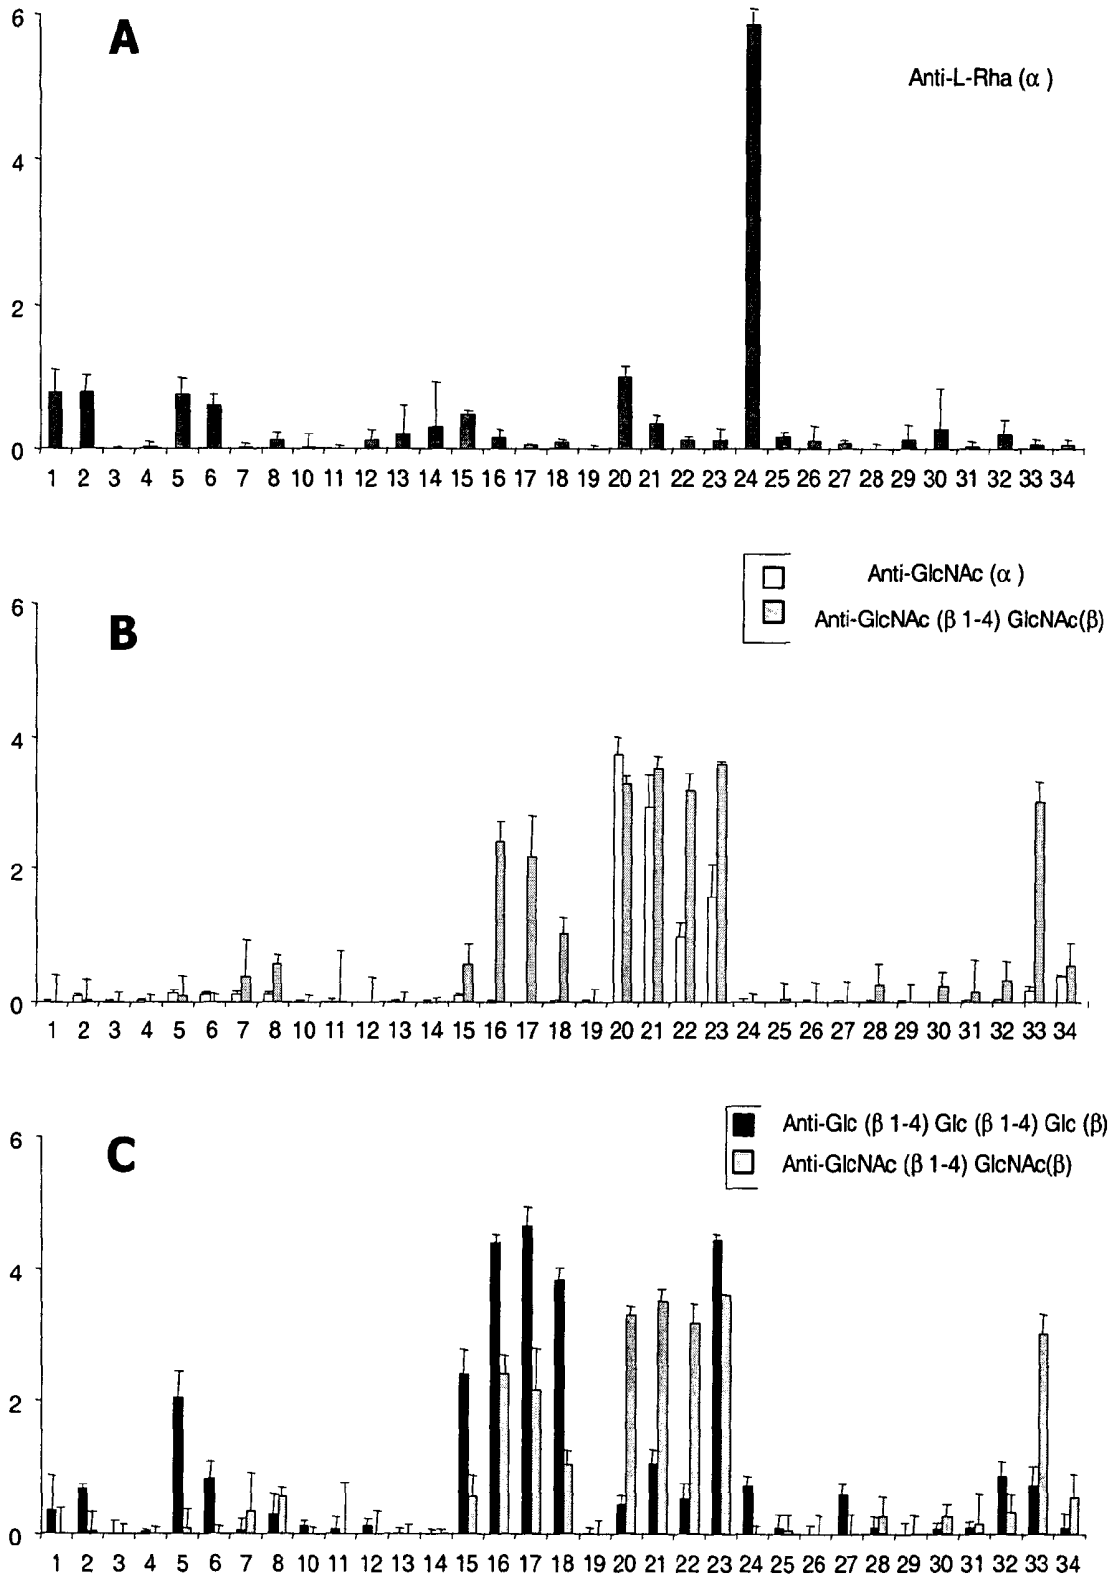 6
A
Anti-L-Rha (α )
4
2
0
1 2 3 4 5 6 7 8 10 11 12 13 14 15 16 17 18 19 20 21 22 23 24 25 26 27 28 29 30 31 32 33 34
Anti-GlcNAc (α )
6
B
Anti-GlcNAc (β 1-4) GlcNAc(β)
4
2
0
1 2 3 4 5 6 7 8 10 11 12 13 14 15 16 17 18 19 20 21 22 23 24 25 26 27 28 29 30 31 32 33 34
6
Anti-Glc (β 1-4) Glc (β 1-4) Glc (β)
C
Anti-GlcNAc (β 1-4) GlcNAc(β)
4
2
0
1 2 3 4 5 6 7 8 10 11 12 13 14 15 16 17 18 19 20 21 22 23 24 25 26 27 28 29 30 31 32 33 34